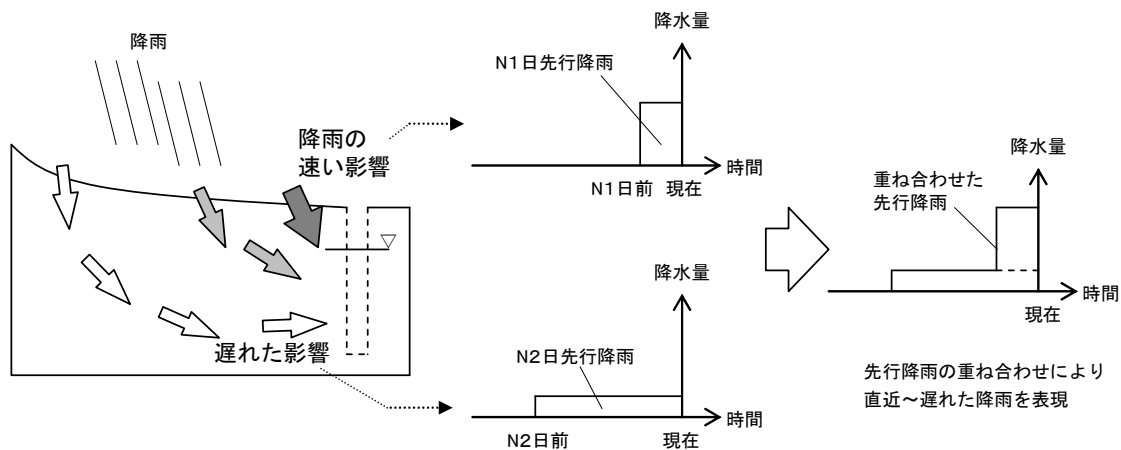 降雨
降雨の
速い影響
遅れた影響
降水量
N1日先行降雨
時間
N1日前
現在
降水量
N2日先行降雨
時間
N2日前
現在
降水量
重ね合わせた
先行降雨
時間
現在
先行降雨の重ね合わせにより
直近～遅れた降雨を表現